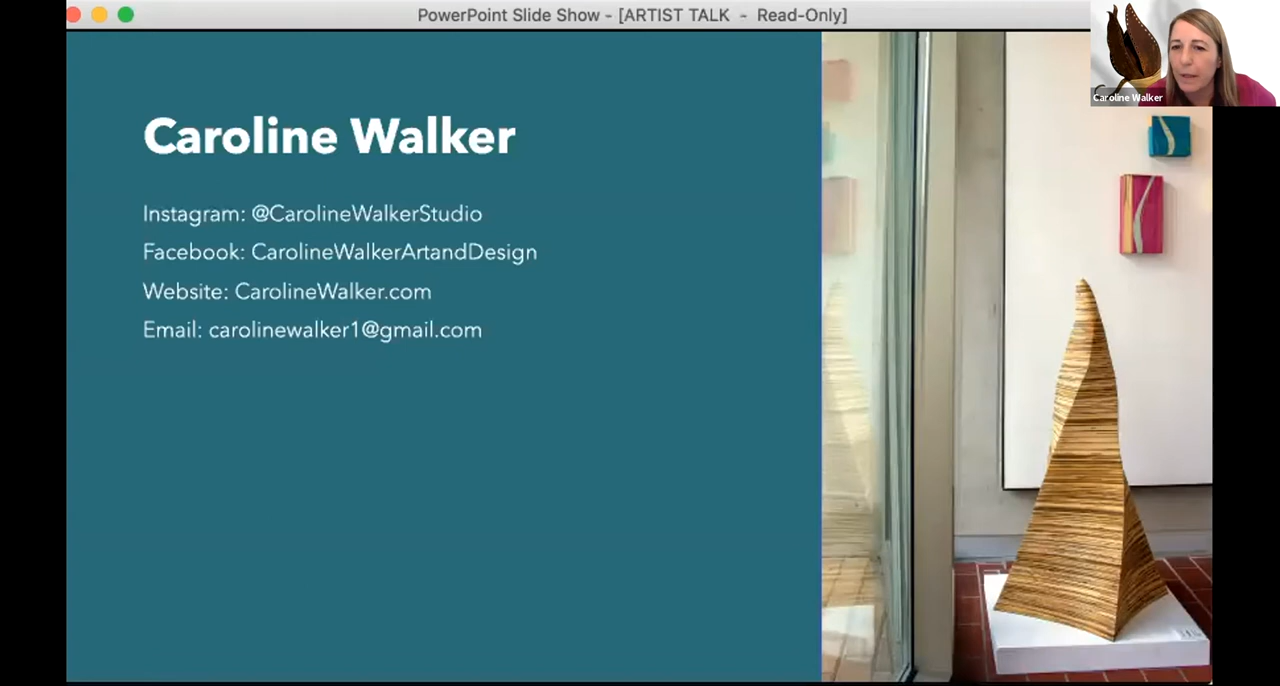 PowerPoint Slide Show - [ARTIST TALK - Read-Only]
Caroline Walker
Caroline Walker
Instagram: @CarolineWalkerStudio
Facebook: CarolineWalkerArtandDesign
Website: CarolineWalker.com
Email: carolinewalker1@gmail.com